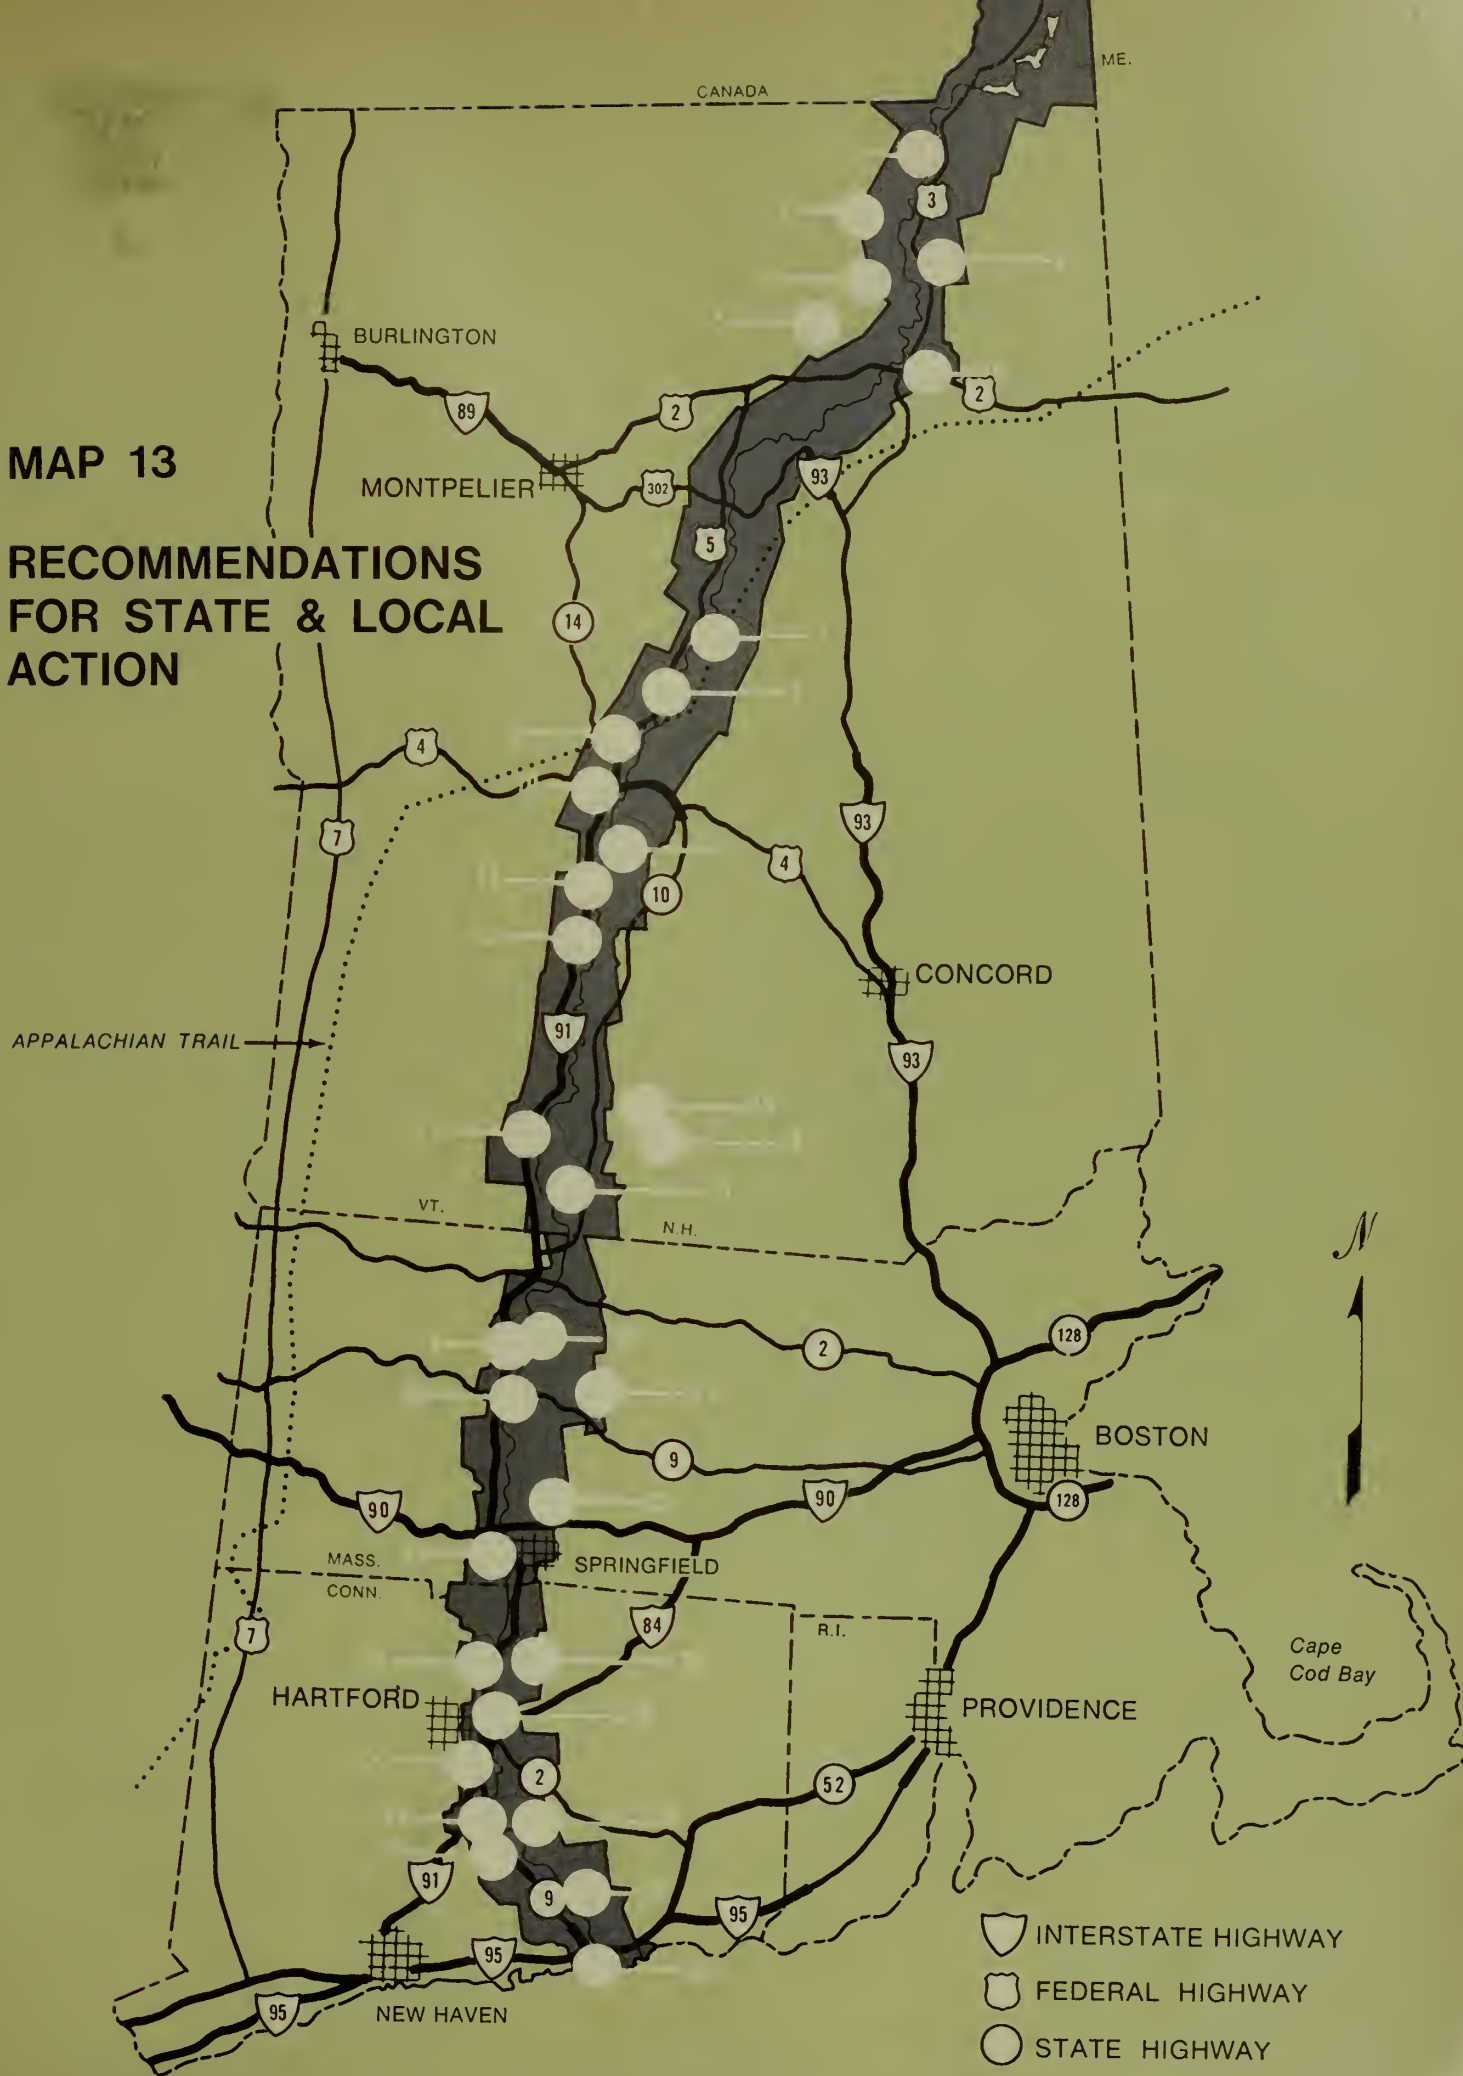 CANADA
ME.
3
BURLINGTON
2
2
89
MAP 13
MONTPELIER
302
93
5
RECOMMENDATIONS
FOR STATE & LOCAL
ACTION
14
4
7
93
4
10
CONCORD
91
APPALACHIAN TRAIL
93
VT.
N.H.
N
128
2
BOSTON
9
90
90
128
MASS.
SPRINGFIELD
CONN.
84
R.I.
7
Cape
Cod Bay
HARTFORD
PROVIDENCE
2
52
91
9
95
95
INTERSTATE HIGHWAY
FEDERAL HIGHWAY
95
NEW HAVEN
STATE HIGHWAY